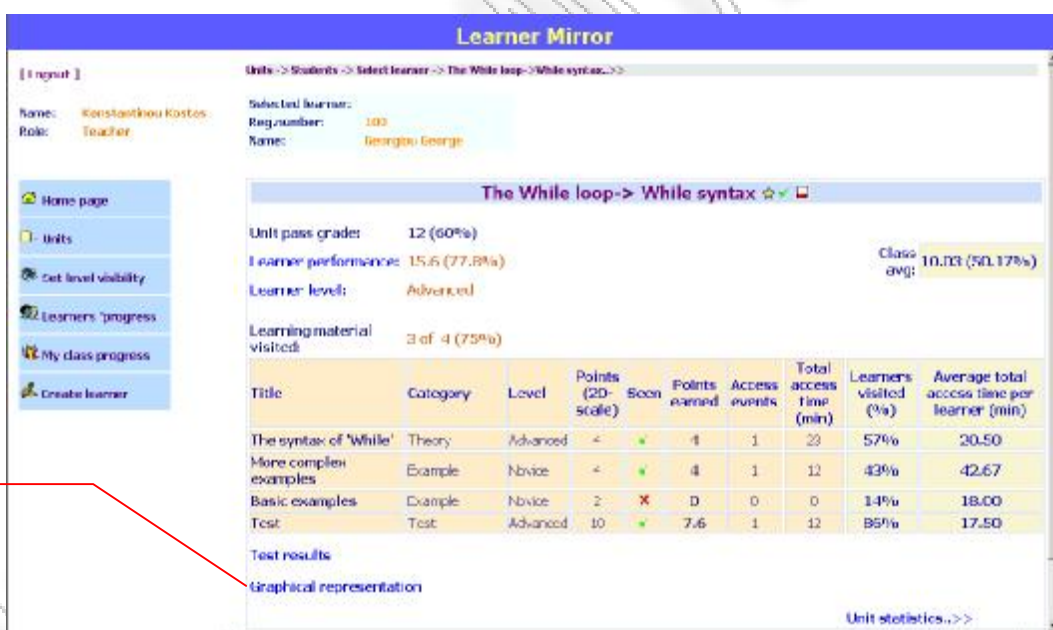 Learner Mirror
[Logout]
Units -> Students -> Select learner -> The While loop->While syntax..>>
Name: Konstantinou Kostas
Role: Teacher
Selected learner:
Reg.number: 100
Name: Georgiou George
Home page
Units
Set level visibility
Learners 'progress
My class progress
Create learner
The While loop-> While syntax
Unit pass grade: 12 (60%)
Learner performance: 15.6 (77.8%)
Class avg: 10.03 (50.17%)
Learner level: Advanced
Learning material visited: 3 of 4 (75%)
Title Category Level Points (20-scale) Seen Points earned Access events Total access time (min) Learners visited (%) Average total access time per learner (min)
The syntax of 'While' Theory Advanced 4 4 1 23 57% 20.50
More complex examples Example Novice 4 4 1 12 43% 42.67
Basic examples Example Novice 2 0 0 0 14% 18.00
Test Test Advanced 10 7.6 1 12 86% 17.50
Test results
Graphical representation
Unit statistics..>>